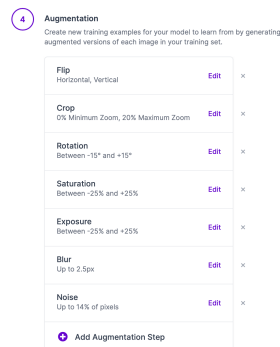 4
Augmentation
Create new training examples for your model to learn from by generating
augmented versions of each image in your training set.
Flip
Horizontal, Vertical
Edit ×
Crop
0% Minimum Zoom, 20% Maximum Zoom
Edit ×
Rotation
Between -15° and +15°
Edit ×
Saturation
Between -25% and +25%
Edit ×
Exposure
Between -25% and +25%
Edit ×
Blur
Up to 2.5px
Edit ×
Noise
Up to 14% of pixels
Edit ×
Add Augmentation Step